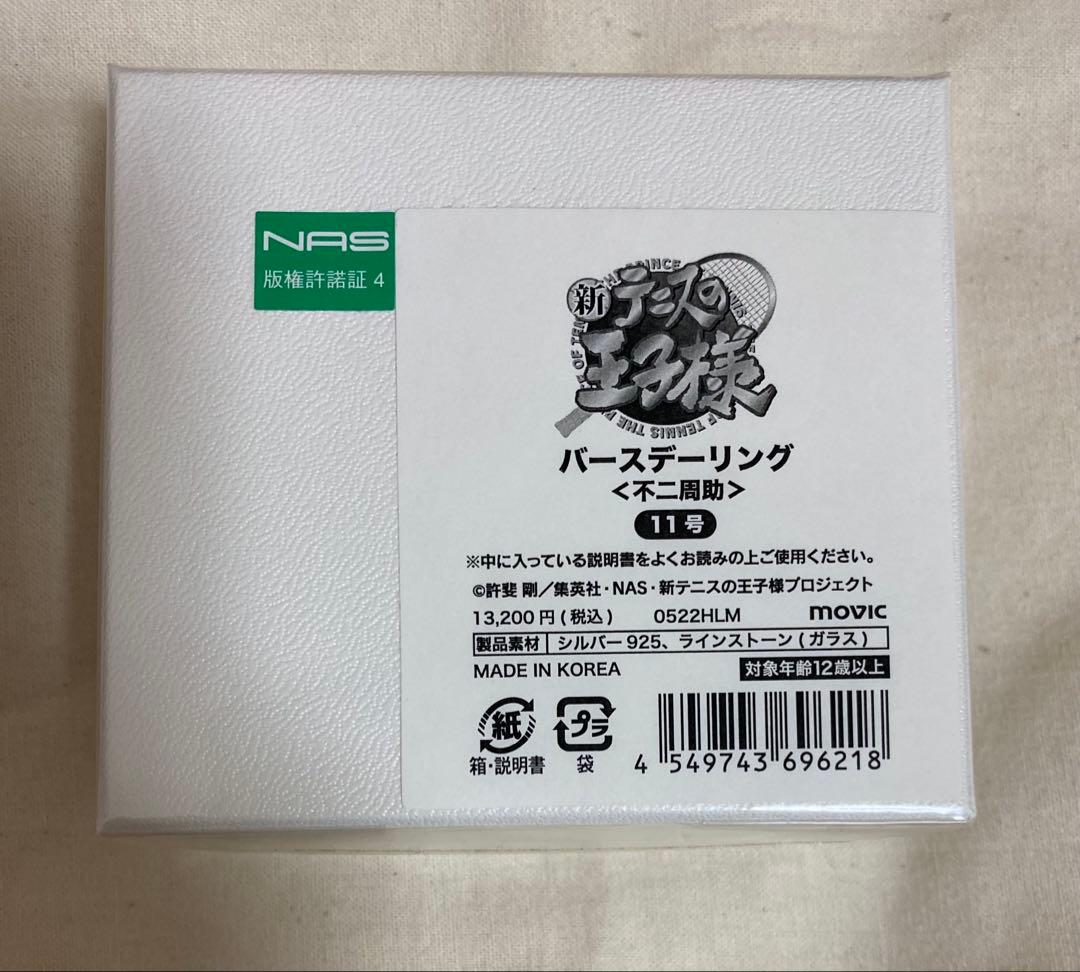 NAS
版権許諾証 4
新テニスの
王子様
バースデーリング
<不二周助>
11号
※中に入っている説明書をよくお読みの上ご使用ください。
©許斐 剛/集英社・NAS・新テニスの王子様プロジェクト
13,200円(税込) 0522HLM movic
製品素材 シルバー925、ラインストーン(ガラス)
MADE IN KOREA 対象年齢12歳以上
紙 プラ
箱・説明書 袋
4 549743 696218